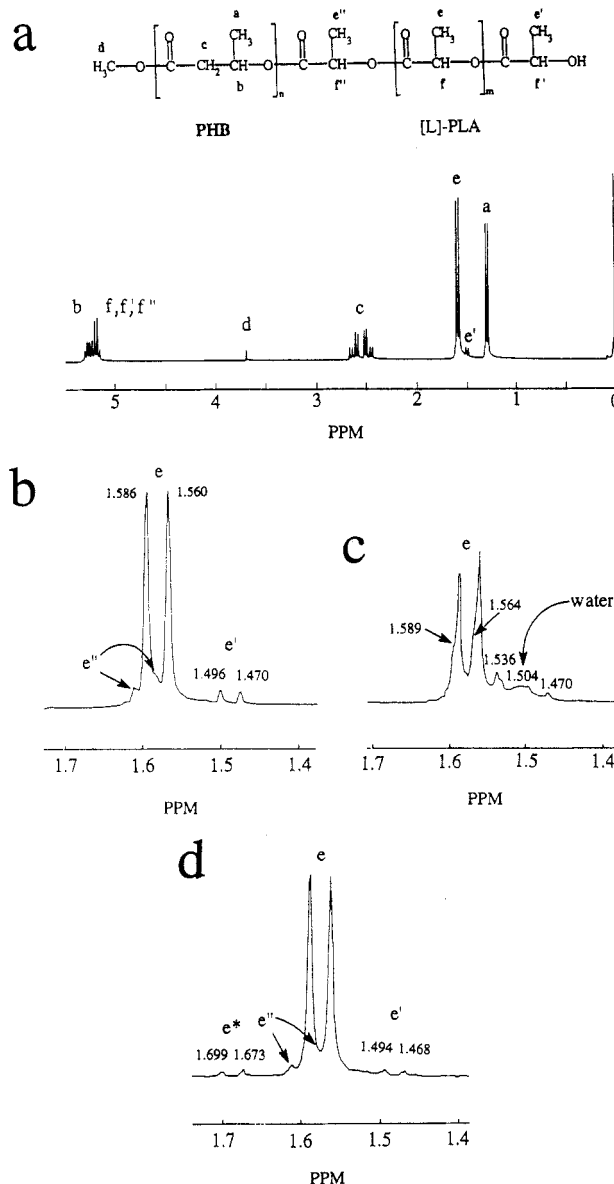 a
a e'' e e'
d O c CH₃ O CH₃ O CH₃ O CH₃
H₃C—O—C—CH₂—CH—O—C—CH—O—C—CH—O—C—CH—OH
b n f'' f m f'
PHB [L]-PLA
e
a
b f,f,'f'' d c e'
5 4 3 2 1 0
PPM
b
e
1.586 1.560
e''
e'
1.496 1.470
1.7 1.6 1.5 1.4
PPM
c
e
1.589 1.564 water
1.536
1.504
1.470
1.7 1.6 1.5 1.4
PPM
d
e
e* e'' e'
1.699 1.673 1.494 1.468
1.7 1.6 1.5 1.4
PPM